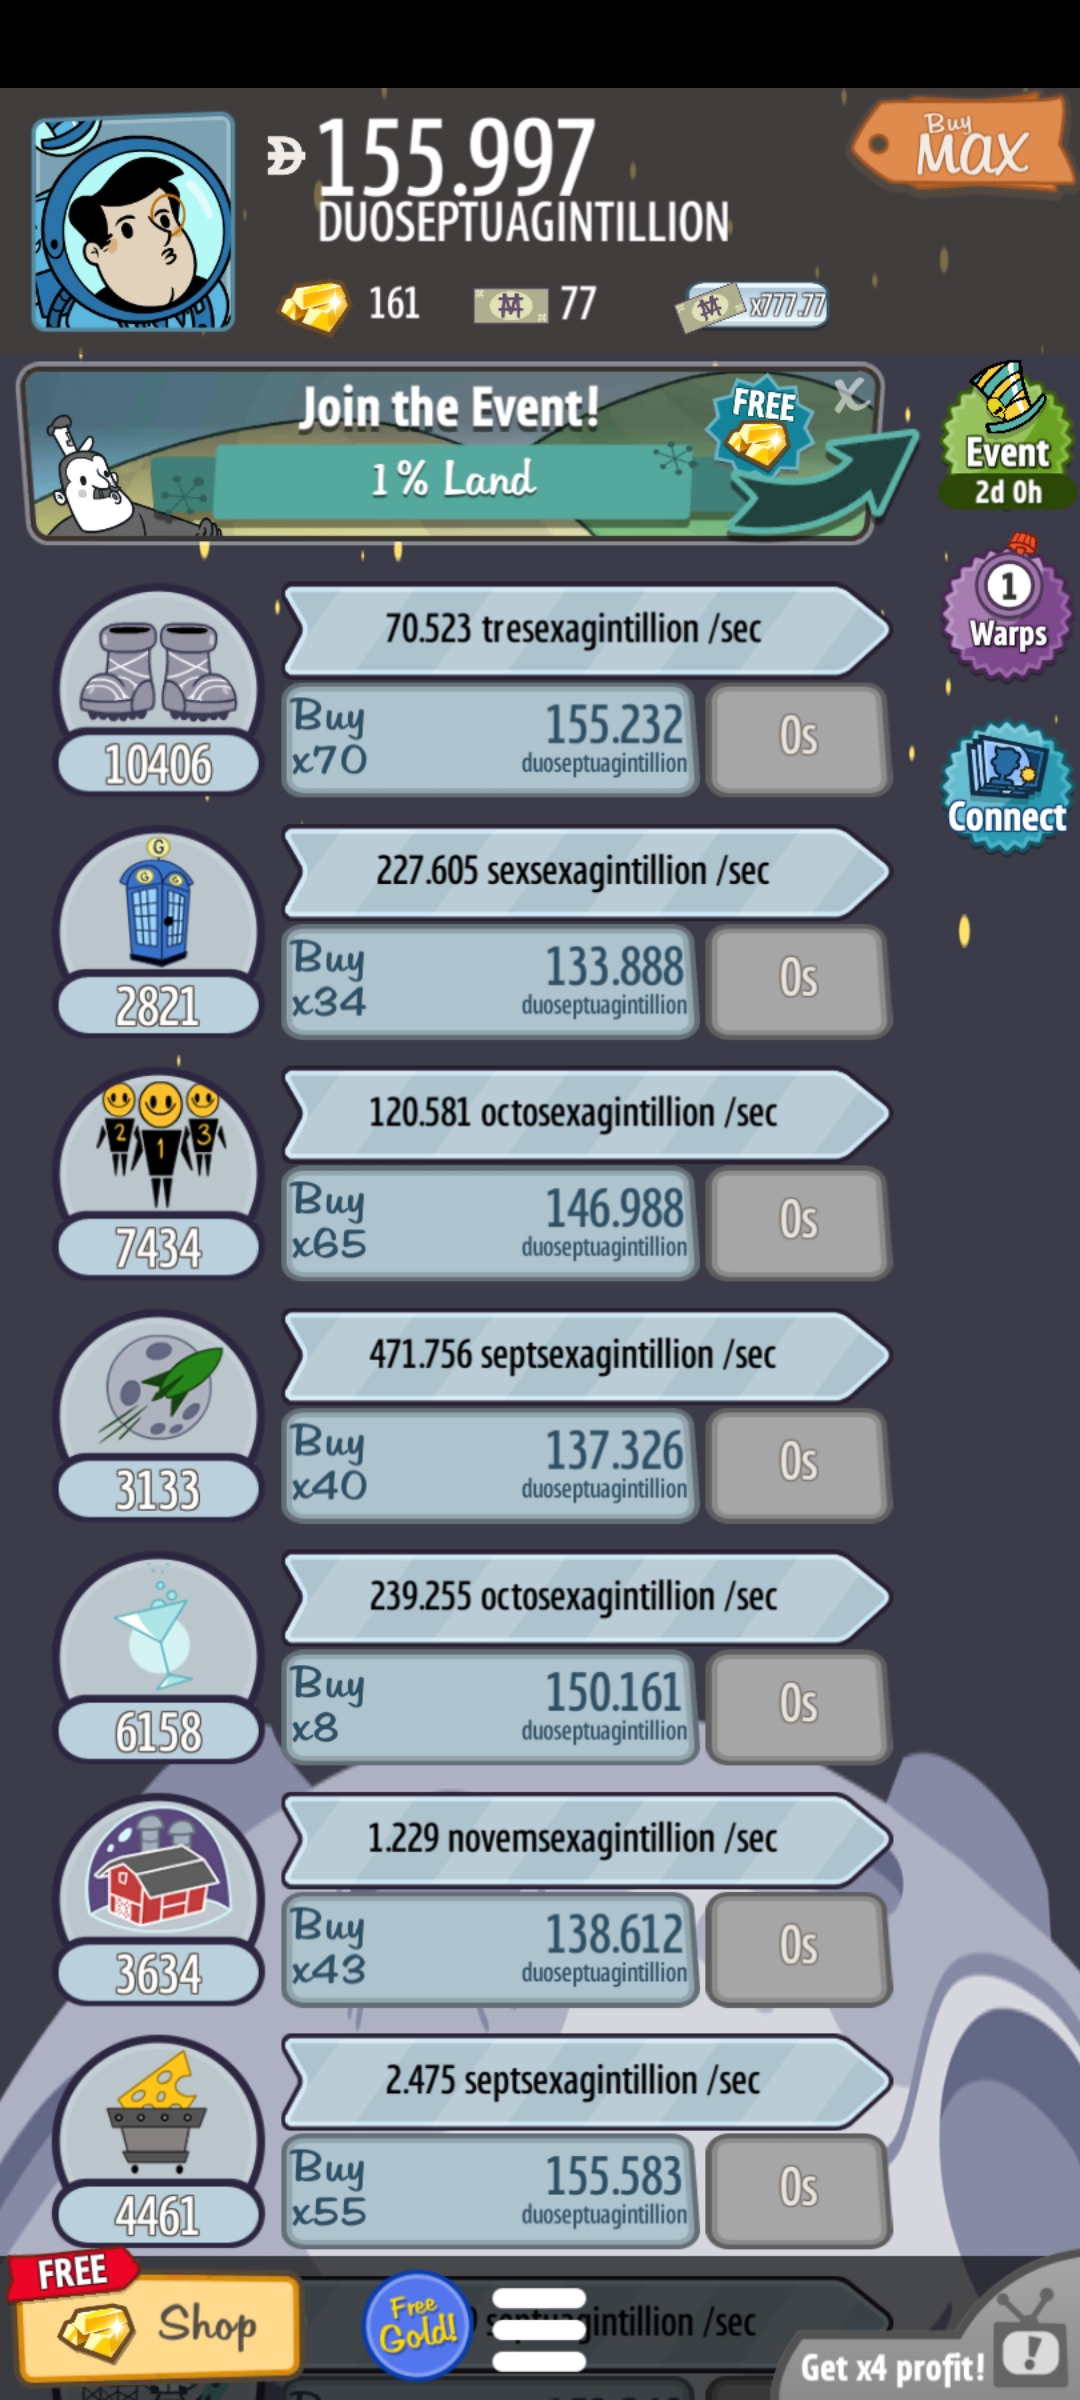 155.997
DUOSEPTUAGINTILLION
Buy
MAX
161
77
x777.77
Join the Event!
1% Land
FREE
X
Event
2d 0h
1
Warps
Connect
70.523 tresexagintillion /sec
10406
Buy
x70
155.232
duoseptuagintillion
0s
G
G G
227.605 sexsexagintillion /sec
2821
Buy
x34
133.888
duoseptuagintillion
0s
2 1 3
120.581 octosexagintillion /sec
7434
Buy
x65
146.988
duoseptuagintillion
0s
471.756 septsexagintillion /sec
3133
Buy
x40
137.326
duoseptuagintillion
0s
239.255 octosexagintillion /sec
6158
Buy
x8
150.161
duoseptuagintillion
0s
1.229 novemsexagintillion /sec
3634
Buy
x43
138.612
duoseptuagintillion
0s
2.475 septsexagintillion /sec
4461
Buy
x55
155.583
duoseptuagintillion
0s
FREE
Shop
Free
Gold!
/sec
Get x4 profit!
!